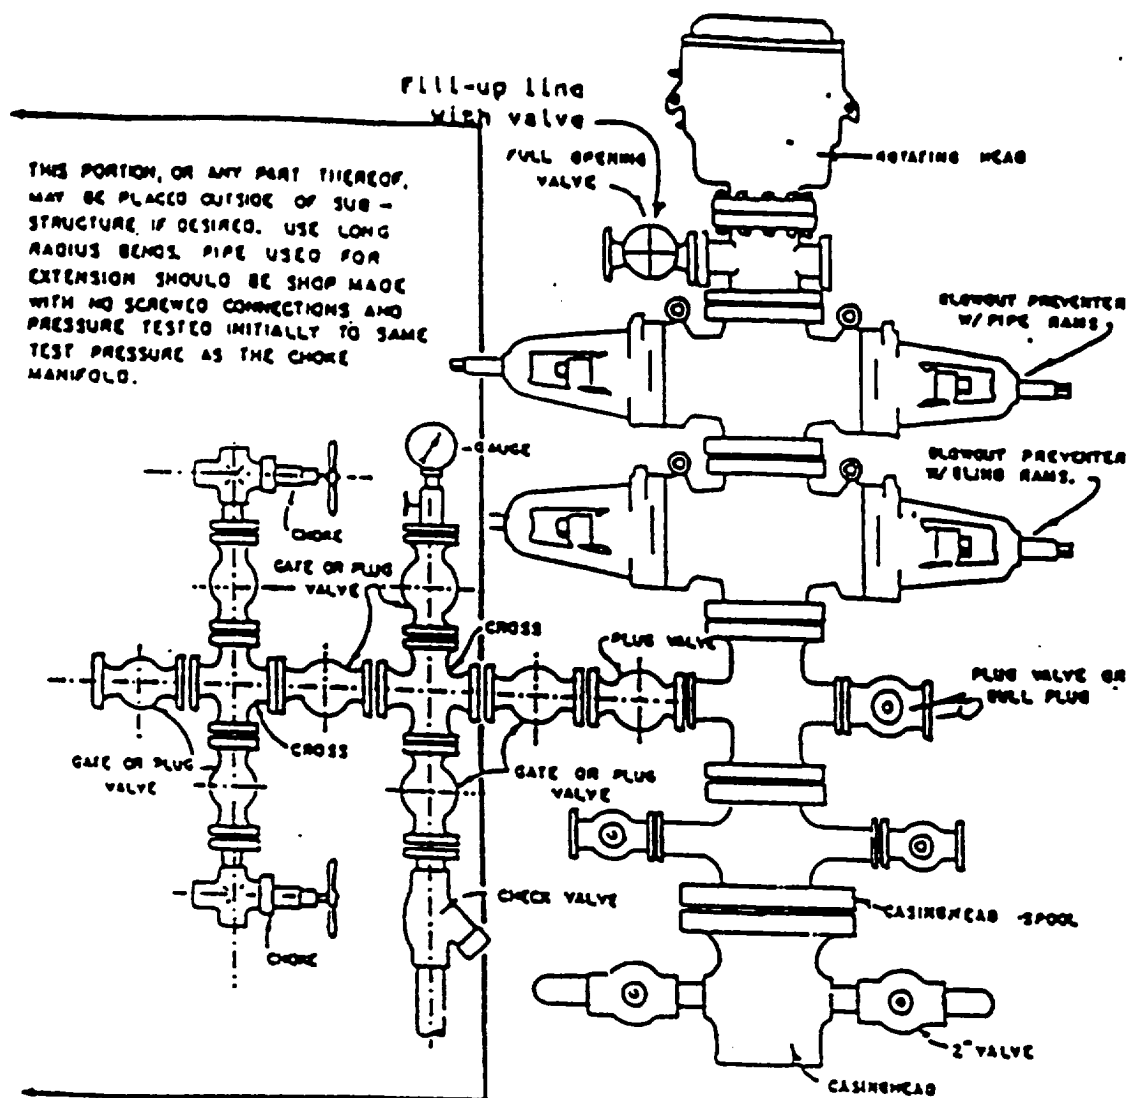 Fill-up line
with valve
FULL OPENING
VALVE
ROTATING HEAD
THIS PORTION, OR ANY PART THEREOF,
MAY BE PLACED OUTSIDE OF SUB-
STRUCTURE IF DESIRED. USE LONG
RADIUS BENDS. PIPE USED FOR
EXTENSION SHOULD BE SHOP MADE
WITH NO SCREWED CONNECTIONS AND
PRESSURE TESTED INITIALLY TO SAME
TEST PRESSURE AS THE CHOKE
MANIFOLD.
BLOWOUT PREVENTER
W/ PIPE RAMS.
GAUGE
BLOWOUT PREVENTER
W/ BLIND RAMS.
CHOKE
GATE OR PLUG
VALVE
CROSS
PLUG VALVE
PLUG VALVE OR
BULL PLUG
CROSS
GATE OR PLUG
VALVE
GATE OR PLUG
VALVE
CHECK VALVE
CASINGHEAD SPOOL
CHOKE
2" VALVE
CASINGHEAD